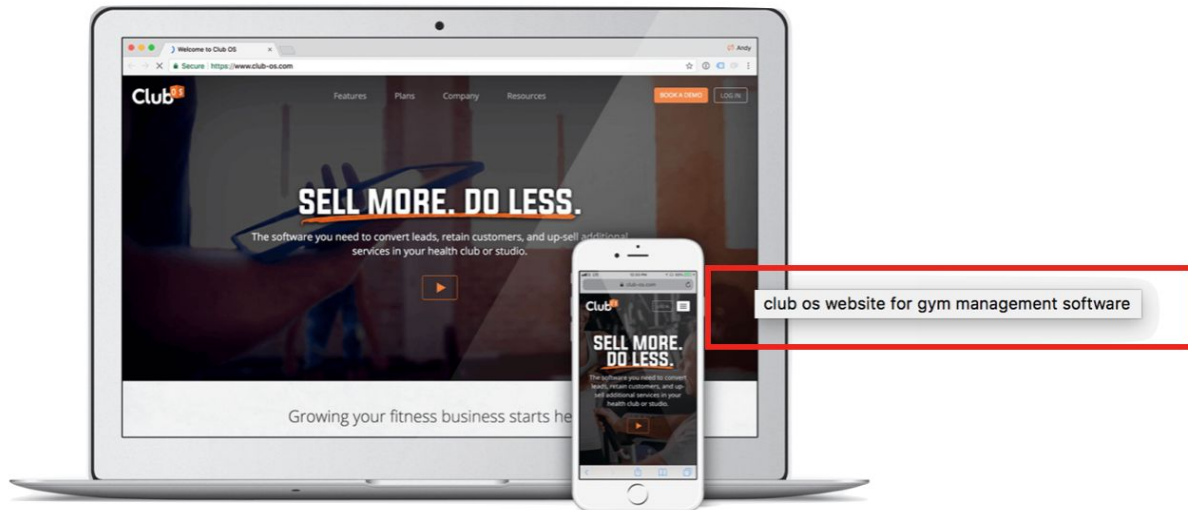 Welcome to Club OS
Andy
Secure https://www.club-os.com
Club OS
Features Plans Company Resources BOOK A DEMO LOG IN
SELL MORE. DO LESS.
The software you need to convert leads, retain customers, and up-sell additional
services in your health club or studio.
Growing your fitness business starts he
club-os.com
Club OS
SELL MORE.
DO LESS.
The software you need to convert
leads, retain customers, and up-
sell additional services in your
health club or studio.
club os website for gym management software